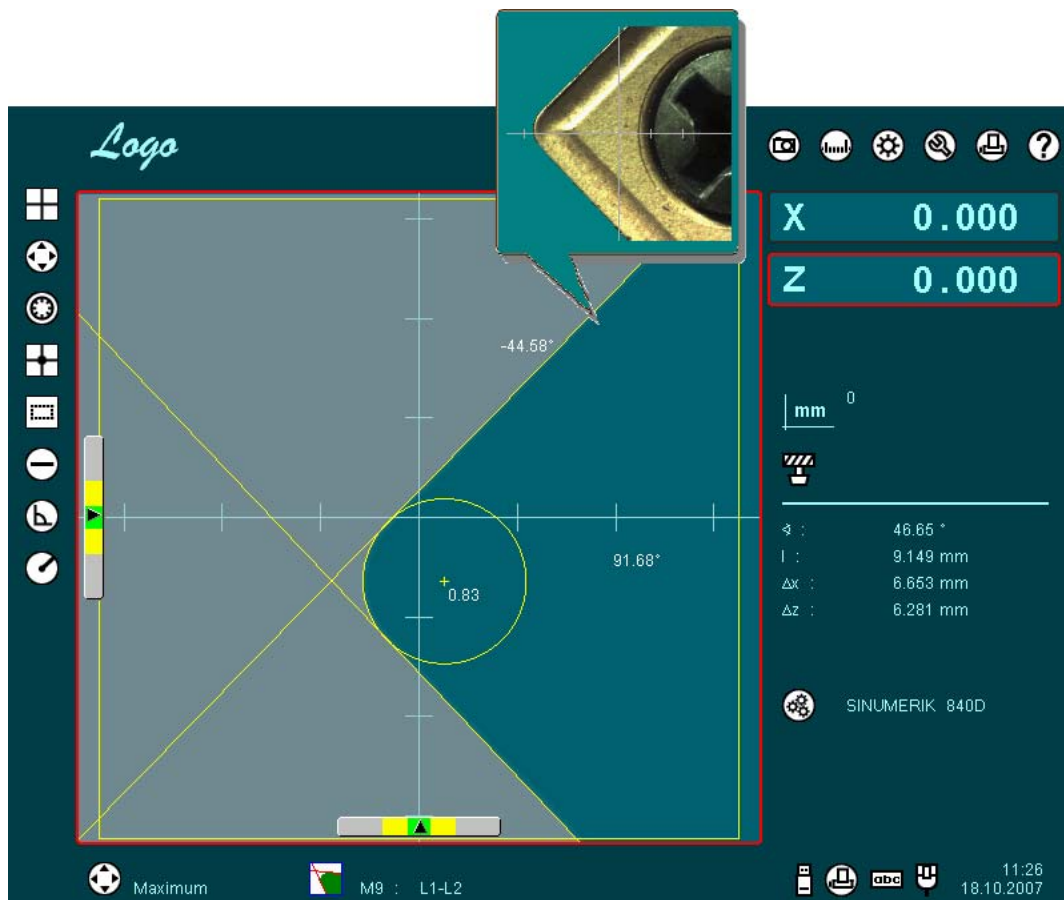 Logo
?
X 0.000
Z 0.000
-44.58°
mm 0
91.68°
0.83
∢ : 46.65 °
l : 9.149 mm
Δx : 6.653 mm
Δz : 6.281 mm
SINUMERIK 840D
Maximum
M9 : L1-L2
abc
11:26
18.10.2007